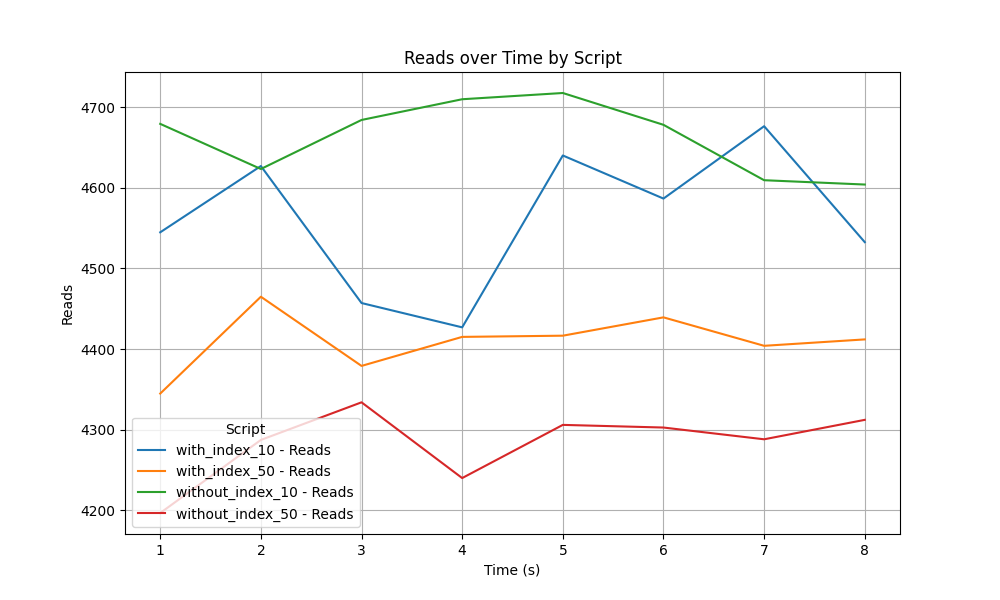 Reads over Time by Script
Reads
4700
4600
4500
4400
4300
4200
Script
with_index_10 - Reads
with_index_50 - Reads
without_index_10 - Reads
without_index_50 - Reads
1 2 3 4 5 6 7 8
Time (s)